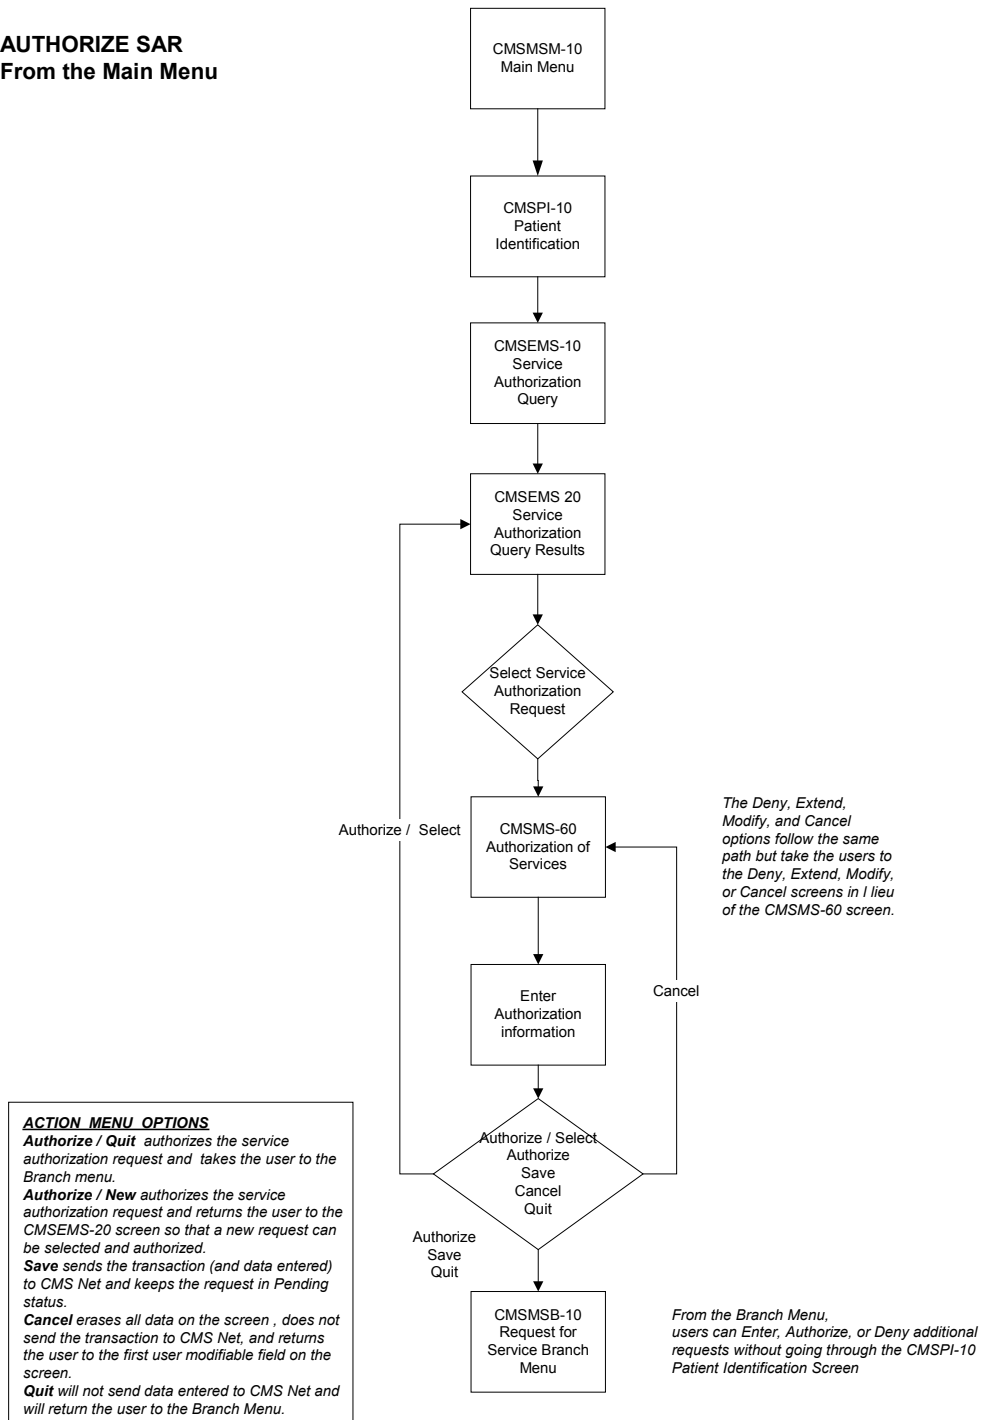 AUTHORIZE SAR
From the Main Menu
CMSMSM-10
Main Menu
CMSPI-10
Patient
Identification
CMSEMS-10
Service
Authorization
Query
CMSEMS 20
Service
Authorization
Query Results
Select Service
Authorization
Request
Authorize / Select
CMSMS-60
Authorization of
Services
The Deny, Extend,
Modify, and Cancel
options follow the same
path but take the users to
the Deny, Extend, Modify,
or Cancel screens in l lieu
of the CMSMS-60 screen.
Enter
Authorization
information
Cancel
Authorize / Select
Authorize
Save
Cancel
Quit
Authorize
Save
Quit
CMSMSB-10
Request for
Service Branch
Menu
From the Branch Menu,
users can Enter, Authorize, or Deny additional
requests without going through the CMSPI-10
Patient Identification Screen
ACTION MENU OPTIONS
Authorize / Quit authorizes the service
authorization request and takes the user to the
Branch menu.
Authorize / New authorizes the service
authorization request and returns the user to the
CMSEMS-20 screen so that a new request can
be selected and authorized.
Save sends the transaction (and data entered)
to CMS Net and keeps the request in Pending
status.
Cancel erases all data on the screen , does not
send the transaction to CMS Net, and returns
the user to the first user modifiable field on the
screen.
Quit will not send data entered to CMS Net and
will return the user to the Branch Menu.